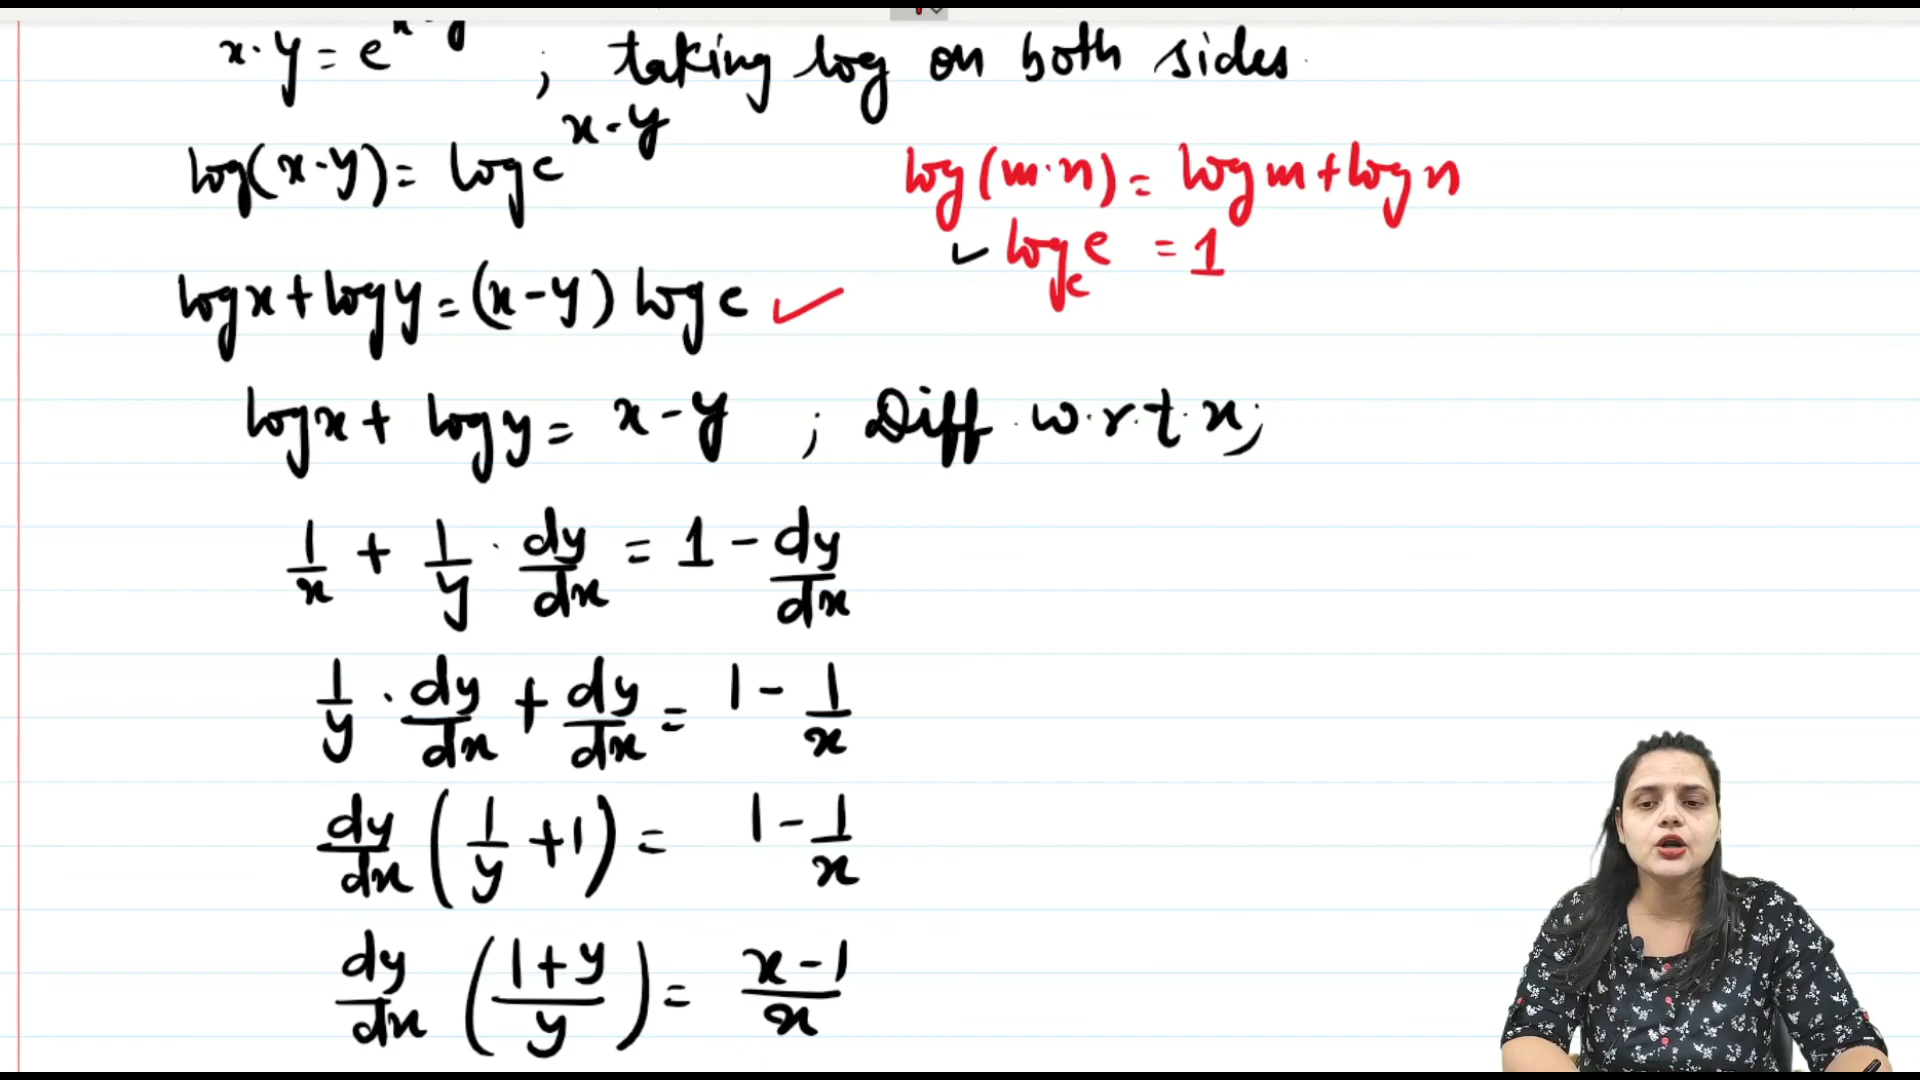 x·y = e^(x-y) ; taking log on both sides.
log(x·y) = log e^(x-y)
log(m·n) = log m + log n
✓ log_e e = 1
log x + log y = (x-y) log e ✓
log x + log y = x - y ; Diff w.r.t. x;
1/x + 1/y · dy/dx = 1 - dy/dx
1/y · dy/dx + dy/dx = 1 - 1/x
dy/dx (1/y + 1) = 1 - 1/x
dy/dx ((1+y)/y) = (x-1)/x